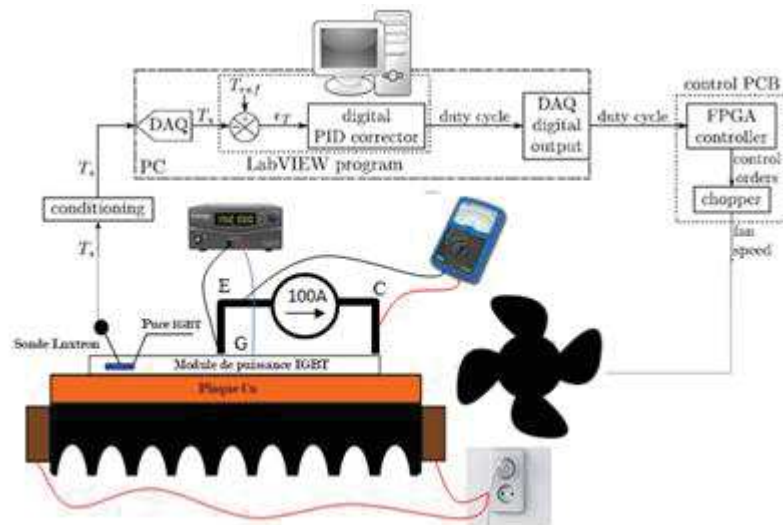 control PCB
T_ref
DAQ
T_s
ε_T
digital
PID corrector
duty cycle
DAQ
digital
output
duty cycle
FPGA
controller
PC
LabVIEW program
control
orders
T_s
conditioning
chopper
fan
speed
T_s
E
100A
C
G
Puce IGBT
Sonde Luxtron
Module de puissance IGBT
Plaque Cu